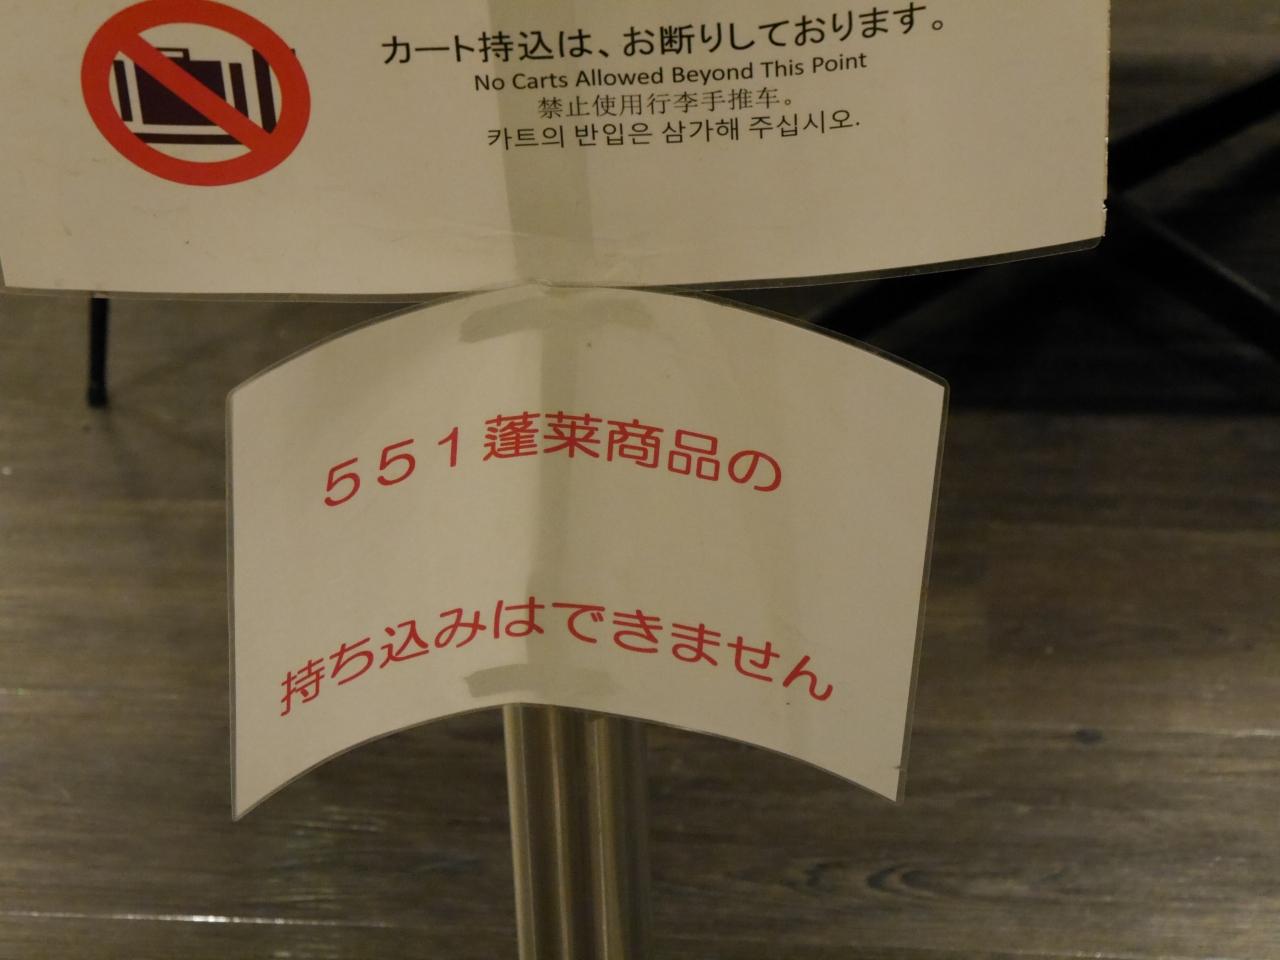 カート持込は、お断りしております。
No Carts Allowed Beyond This Point
禁止使用行李手推车。
카트의 반입은 삼가해 주십시오.
５５１蓬莱商品の
持ち込みはできません